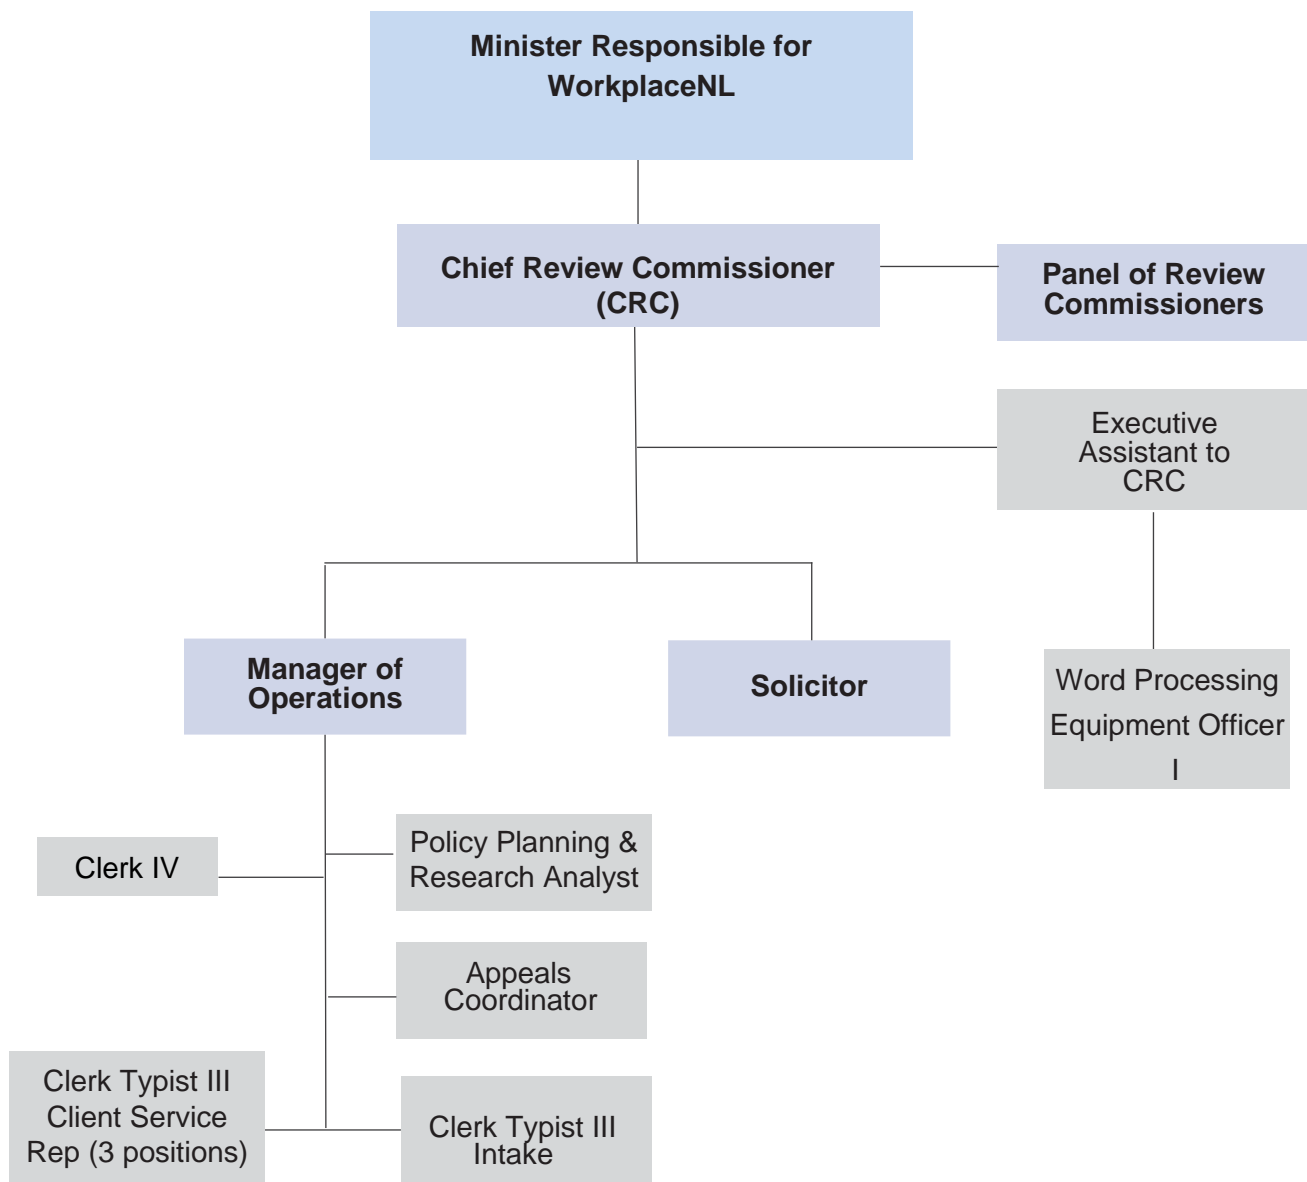 Minister Responsible for
WorkplaceNL
Chief Review Commissioner
(CRC)
Panel of Review
Commissioners
Executive
Assistant to
CRC
Manager of
Operations
Solicitor
Word Processing
Equipment Officer
I
Clerk IV
Policy Planning &
Research Analyst
Appeals
Coordinator
Clerk Typist III
Client Service
Rep (3 positions)
Clerk Typist III
Intake